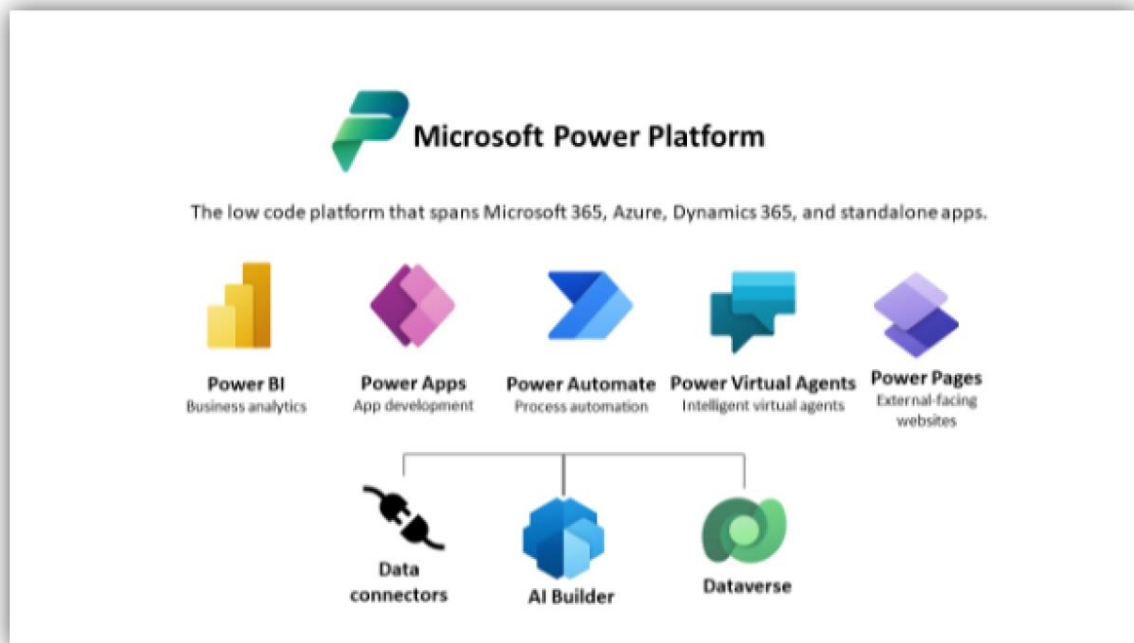 Microsoft Power Platform
The low code platform that spans Microsoft 365, Azure, Dynamics 365, and standalone apps.
Power BI
Business analytics
Power Apps
App development
Power Automate
Process automation
Power Virtual Agents
Intelligent virtual agents
Power Pages
External-facing
websites
Data
connectors
AI Builder
Dataverse